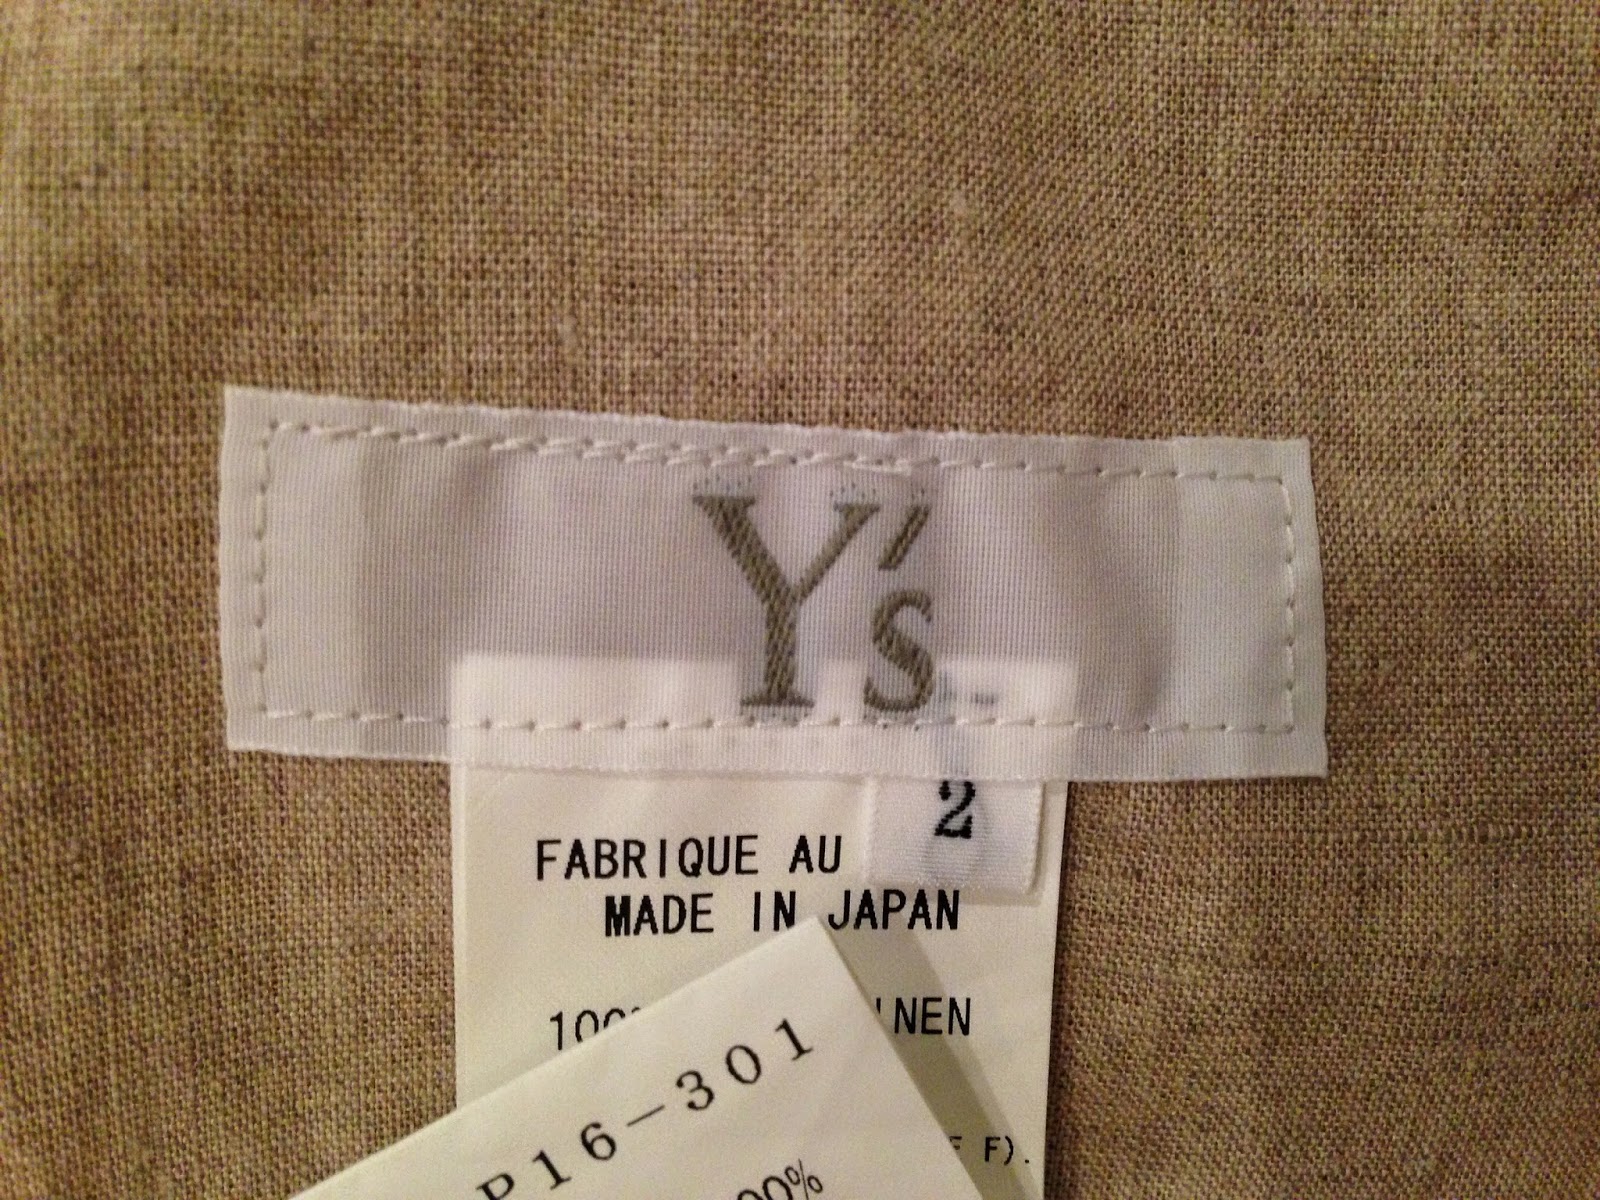 Y's
2
FABRIQUE AU
MADE IN JAPAN
P16-301
F).